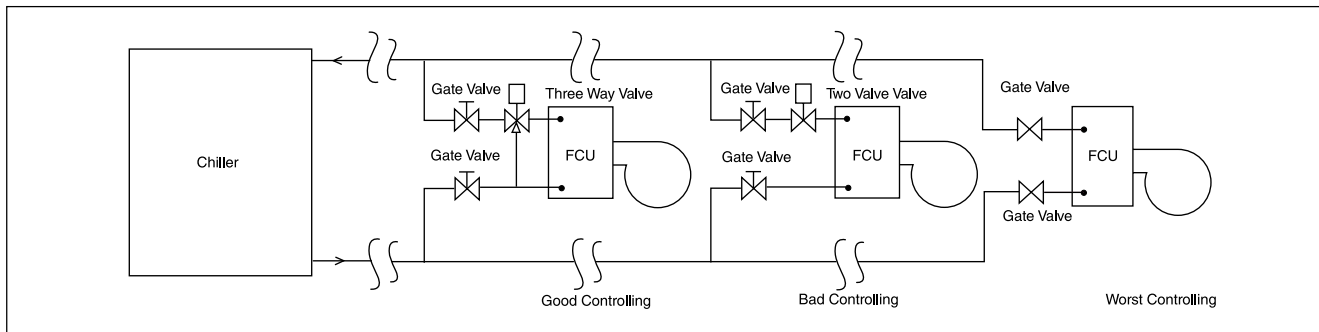 Chiller
Gate Valve
Three Way Valve
Gate Valve
FCU
Gate Valve
Two Valve Valve
Gate Valve
FCU
Gate Valve
FCU
Gate Valve
Good Controlling
Bad Controlling
Worst Controlling